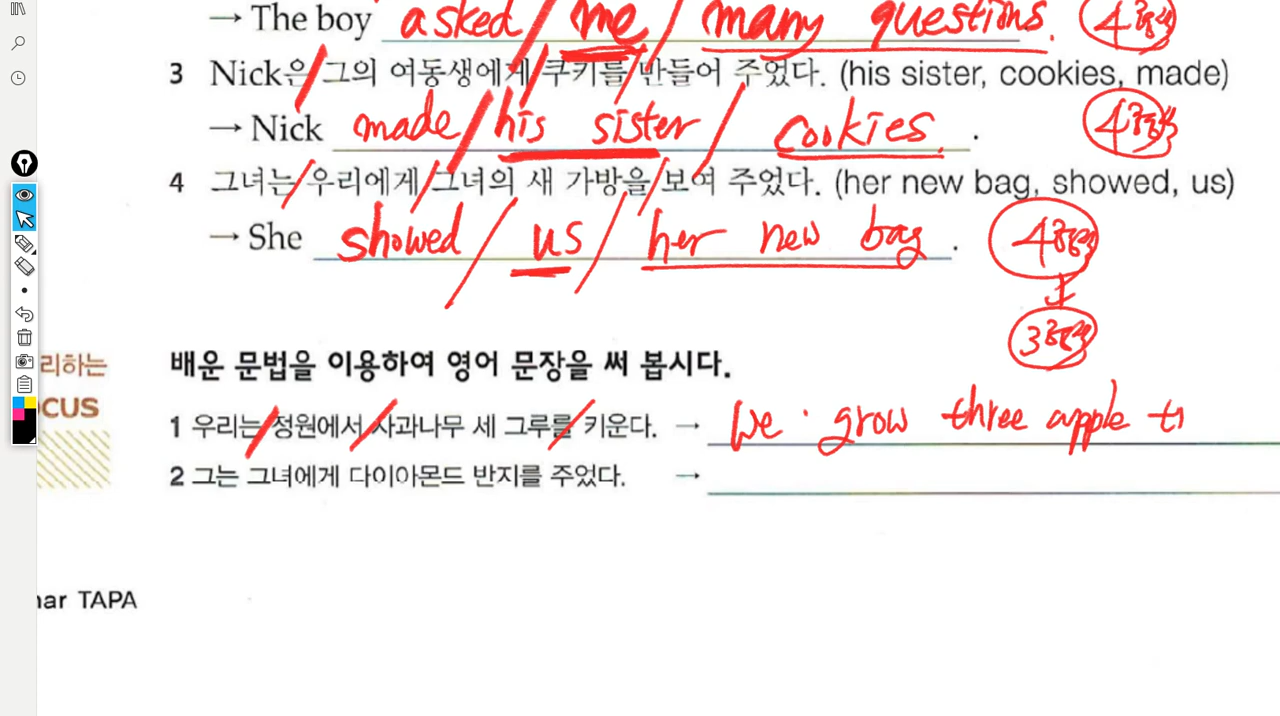 → The boy asked / me / many questions. 4형식
3 Nick은 그의 여동생에게 쿠키를 만들어 주었다. (his sister, cookies, made)
→ Nick made / his sister / cookies. 4형식
4 그녀는 우리에게 그녀의 새 가방을 보여 주었다. (her new bag, showed, us)
→ She showed / us / her new bag. 4형식
↓
3형식
리하는 배운 문법을 이용하여 영어 문장을 써 봅시다.
OCUS
1 우리는 정원에서 사과나무 세 그루를 키운다. → We grow three apple t
2 그는 그녀에게 다이아몬드 반지를 주었다. →
nar TAPA